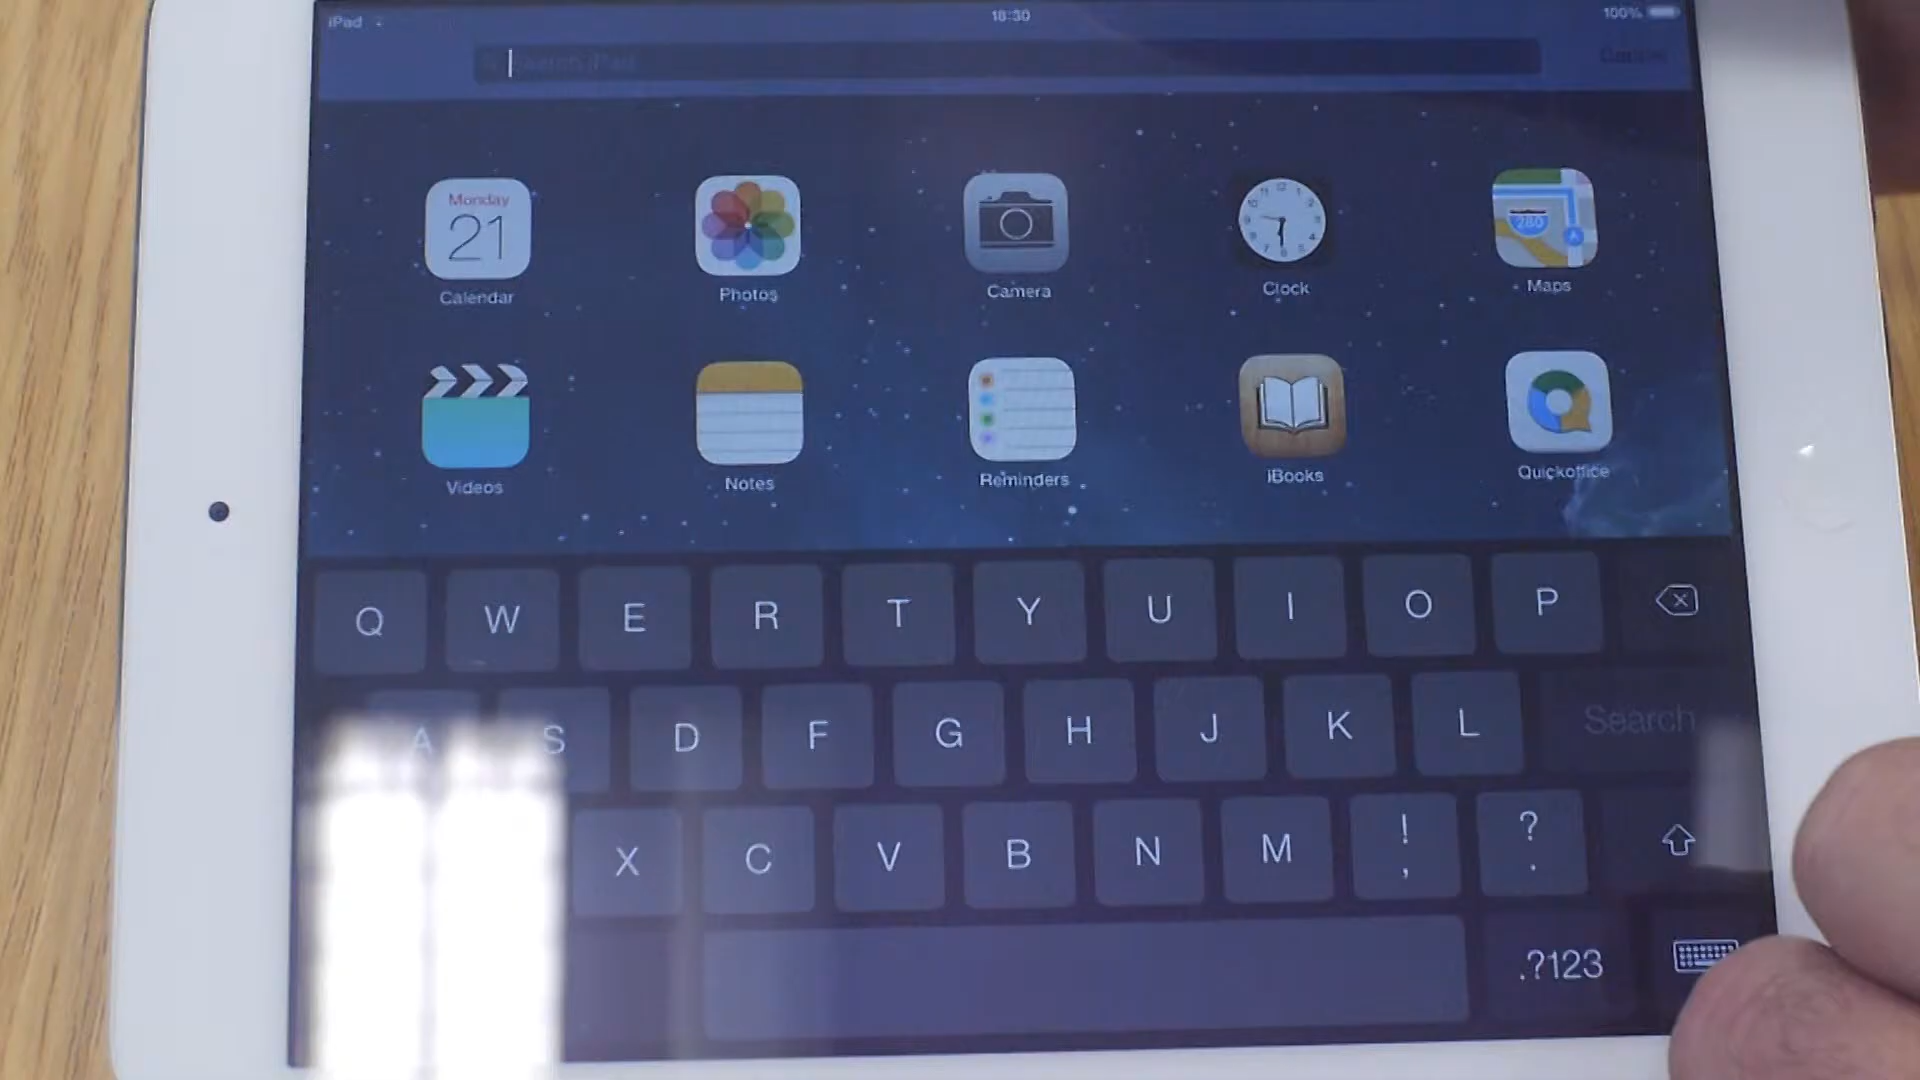 iPad 18:30 100%
Search iPad Cancel
Monday
21
280
Calendar Photos Camera Clock Maps
Videos Notes Reminders iBooks Quickoffice
Q W E R T Y U I O P
A S D F G H J K L Search
X C V B N M ! , ? .
.?123